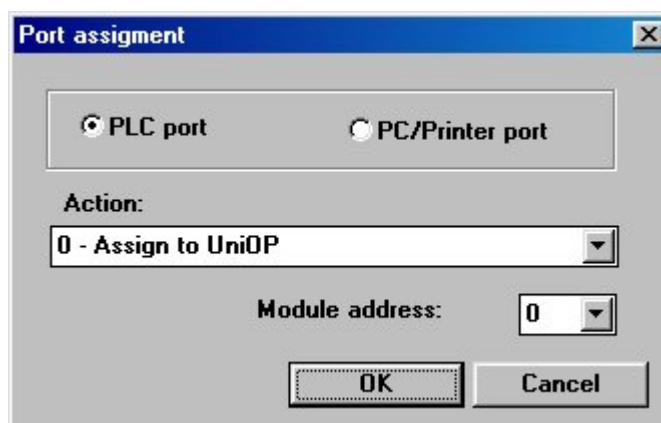 Port assigment
PLC port PC/Printer port
Action:
0 - Assign to UniOP
Module address: 0
OK Cancel